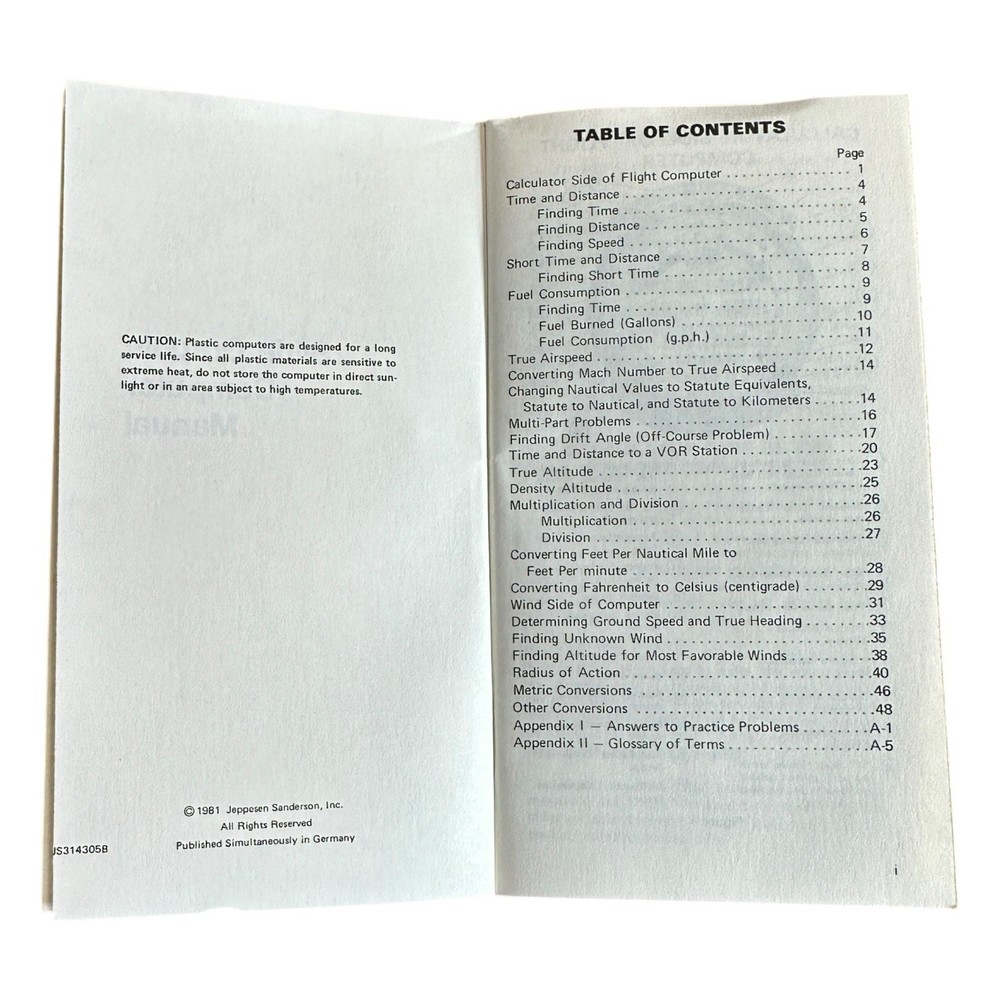 CAUTION: Plastic computers are designed for a long
service life. Since all plastic materials are sensitive to
extreme heat, do not store the computer in direct sun-
light or in an area subject to high temperatures.
© 1981 Jeppesen Sanderson, Inc.
All Rights Reserved
Published Simultaneously in Germany
JS314305B
TABLE OF CONTENTS
Page
Calculator Side of Flight Computer . . . . . . . . . . . . . . . . 1
Time and Distance . . . . . . . . . . . . . . . . . . . . . . . . . . . . 4
Finding Time . . . . . . . . . . . . . . . . . . . . . . . . . . . . 4
Finding Distance . . . . . . . . . . . . . . . . . . . . . . . . . . 5
Finding Speed . . . . . . . . . . . . . . . . . . . . . . . . . . . 6
Short Time and Distance . . . . . . . . . . . . . . . . . . . . . . . 7
Finding Short Time . . . . . . . . . . . . . . . . . . . . . . . 8
Fuel Consumption . . . . . . . . . . . . . . . . . . . . . . . . . . . . 9
Finding Time . . . . . . . . . . . . . . . . . . . . . . . . . . . . 9
Fuel Burned (Gallons) . . . . . . . . . . . . . . . . . . . . .10
Fuel Consumption (g.p.h.) . . . . . . . . . . . . . . . . . .11
True Airspeed . . . . . . . . . . . . . . . . . . . . . . . . . . . . . . .12
Converting Mach Number to True Airspeed . . . . . . . . . .14
Changing Nautical Values to Statute Equivalents,
Statute to Nautical, and Statute to Kilometers . . . . . .14
Multi-Part Problems . . . . . . . . . . . . . . . . . . . . . . . . . . .16
Finding Drift Angle (Off-Course Problem) . . . . . . . . . . .17
Time and Distance to a VOR Station . . . . . . . . . . . . . . .20
True Altitude . . . . . . . . . . . . . . . . . . . . . . . . . . . . . . .23
Density Altitude . . . . . . . . . . . . . . . . . . . . . . . . . . . . .25
Multiplication and Division . . . . . . . . . . . . . . . . . . . . . .26
Multiplication . . . . . . . . . . . . . . . . . . . . . . . . . . . .26
Division . . . . . . . . . . . . . . . . . . . . . . . . . . . . . . . .27
Converting Feet Per Nautical Mile to
Feet Per minute . . . . . . . . . . . . . . . . . . . . . . . . . . . .28
Converting Fahrenheit to Celsius (centigrade) . . . . . . . .29
Wind Side of Computer . . . . . . . . . . . . . . . . . . . . . . . .31
Determining Ground Speed and True Heading . . . . . . . .33
Finding Unknown Wind . . . . . . . . . . . . . . . . . . . . . . . .35
Finding Altitude for Most Favorable Winds . . . . . . . . . .38
Radius of Action . . . . . . . . . . . . . . . . . . . . . . . . . . . . .40
Metric Conversions . . . . . . . . . . . . . . . . . . . . . . . . . . .46
Other Conversions . . . . . . . . . . . . . . . . . . . . . . . . . . .48
Appendix I – Answers to Practice Problems . . . . . . . . A-1
Appendix II – Glossary of Terms . . . . . . . . . . . . . . . . . A-5
i